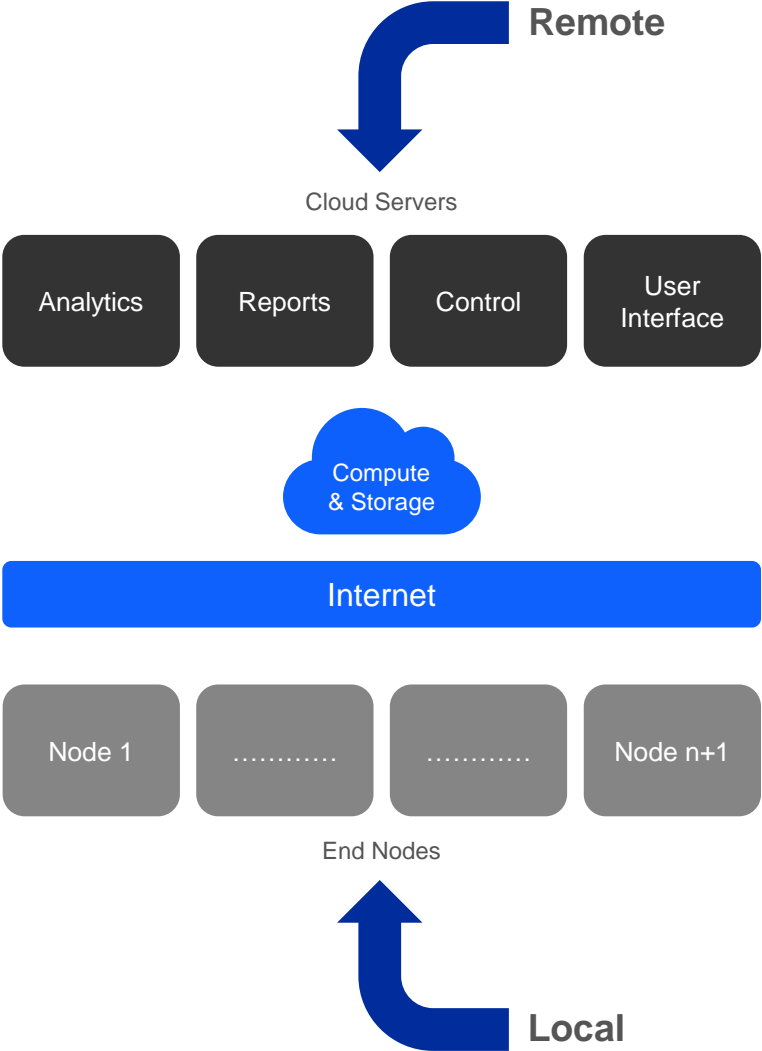 Remote
Cloud Servers
Analytics
Reports
Control
User
Interface
Compute
& Storage
Internet
Node 1
…………
…………
Node n+1
End Nodes
Local